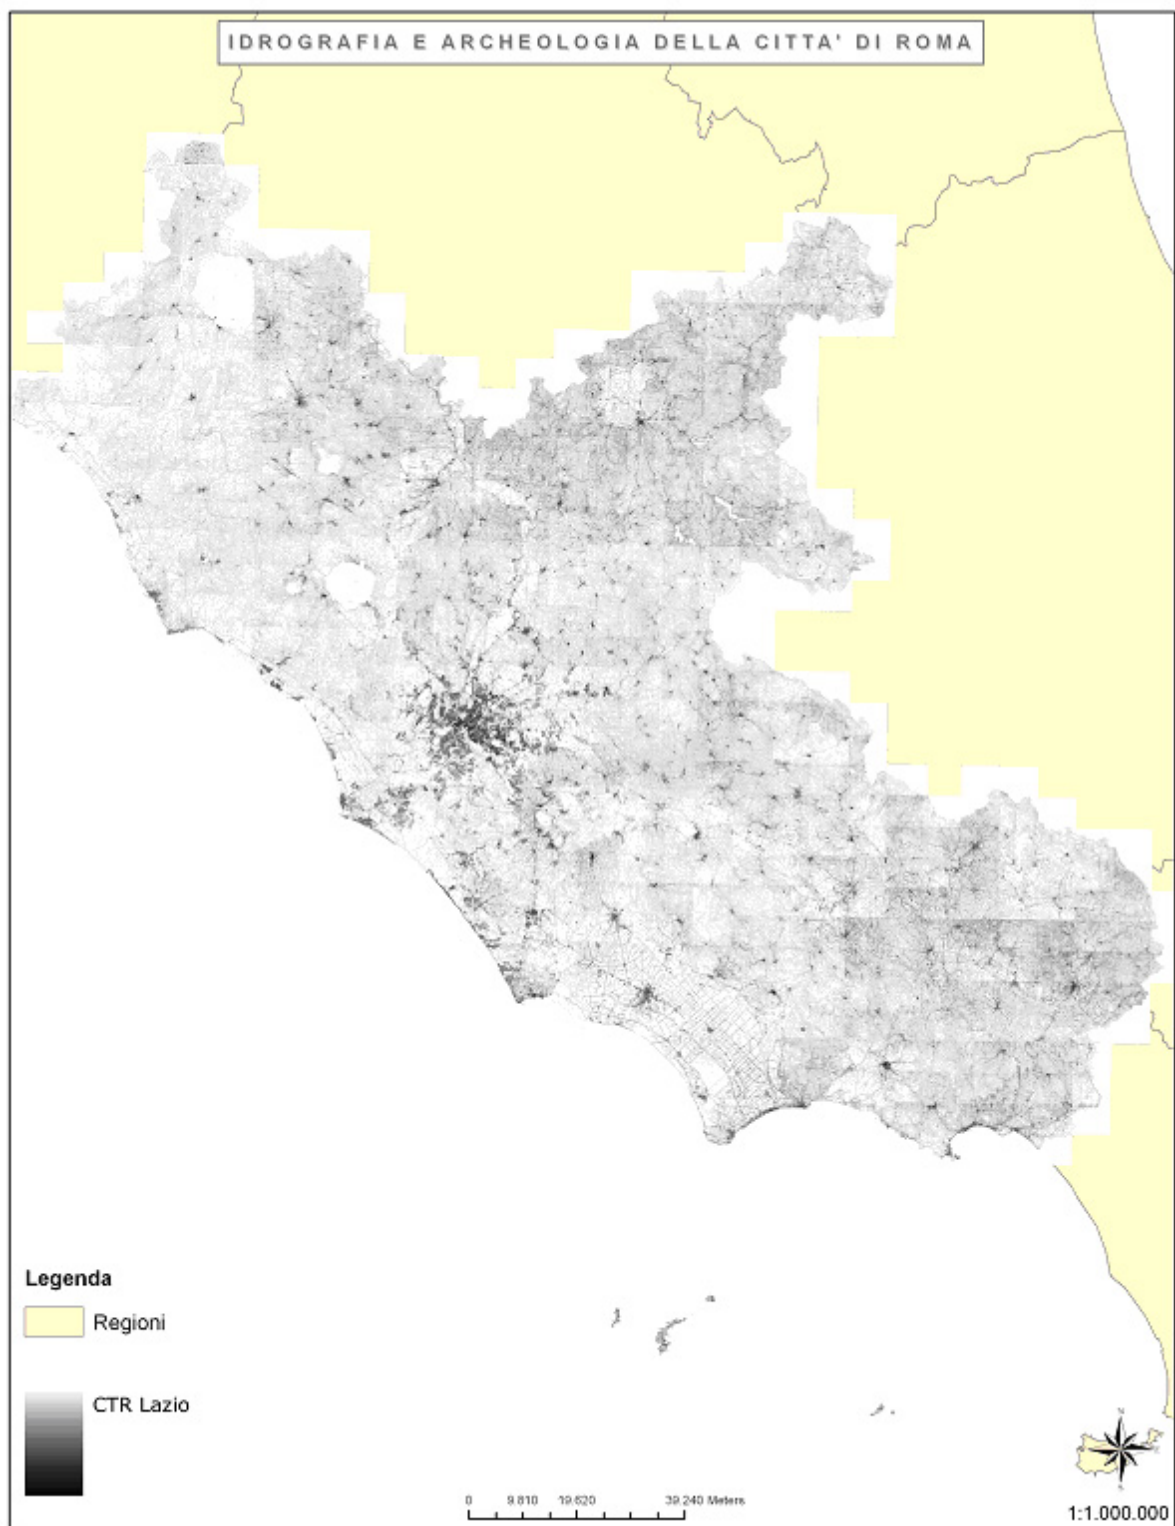 IDROGRAFIA E ARCHEOLOGIA DELLA CITTA' DI ROMA
Legenda
Regioni
CTR Lazio
0 9.810 19.620 39.240 Meters
N
1:1.000.000